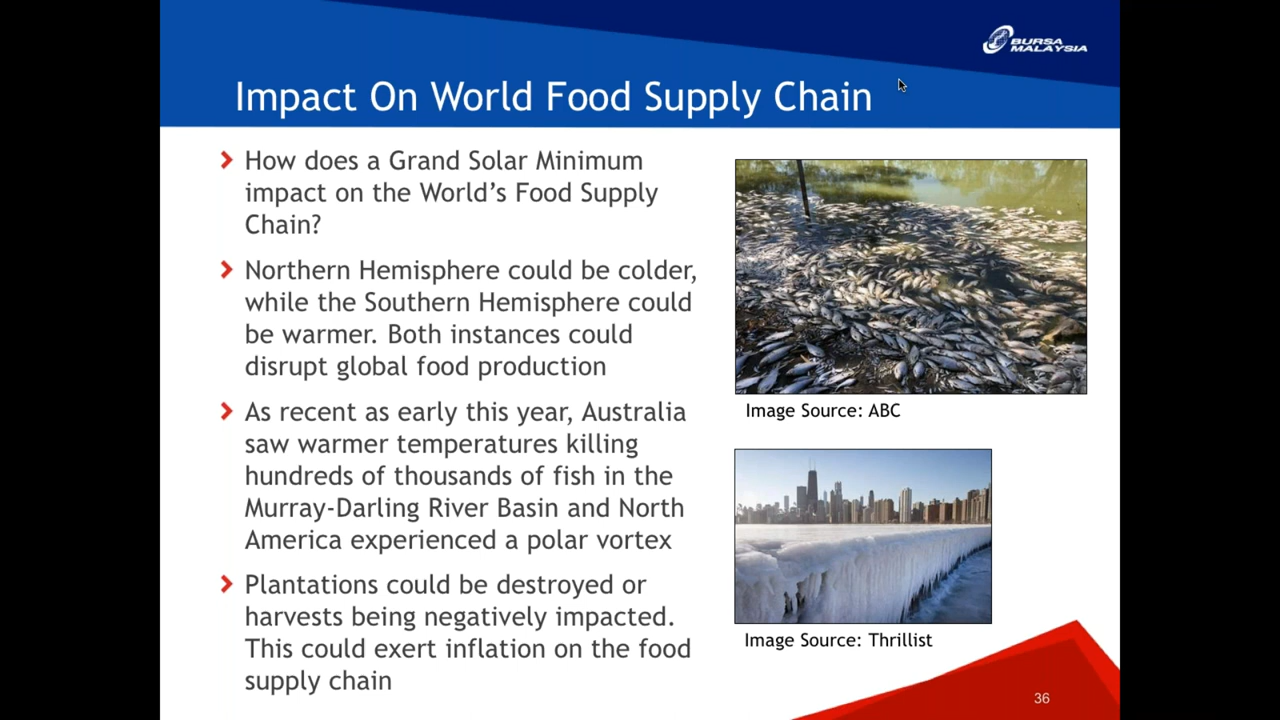 BURSA
MALAYSIA
Impact On World Food Supply Chain
How does a Grand Solar Minimum
impact on the World's Food Supply
Chain?
Northern Hemisphere could be colder,
while the Southern Hemisphere could
be warmer. Both instances could
disrupt global food production
As recent as early this year, Australia
saw warmer temperatures killing
hundreds of thousands of fish in the
Murray-Darling River Basin and North
America experienced a polar vortex
Plantations could be destroyed or
harvests being negatively impacted.
This could exert inflation on the food
supply chain
Image Source: ABC
Image Source: Thrillist
36